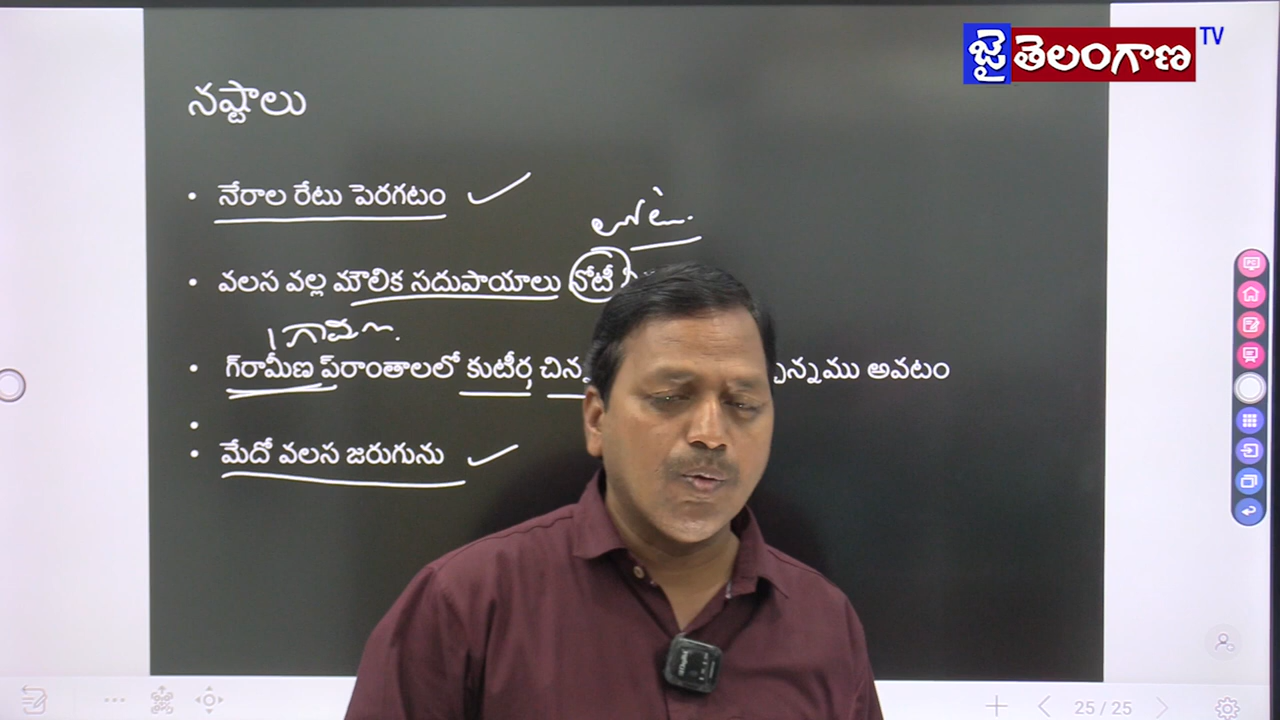 జై తెలంగాణ TV
నష్టాలు
• నేరాల రేటు పెరగటం
• వలస వల్ల మౌలిక సదుపాయాలు
• గ్రామీణ ప్రాంతాలలో కుటీర, చిన్న అవటం
•
• మేదో వలస జరుగును
25 / 25